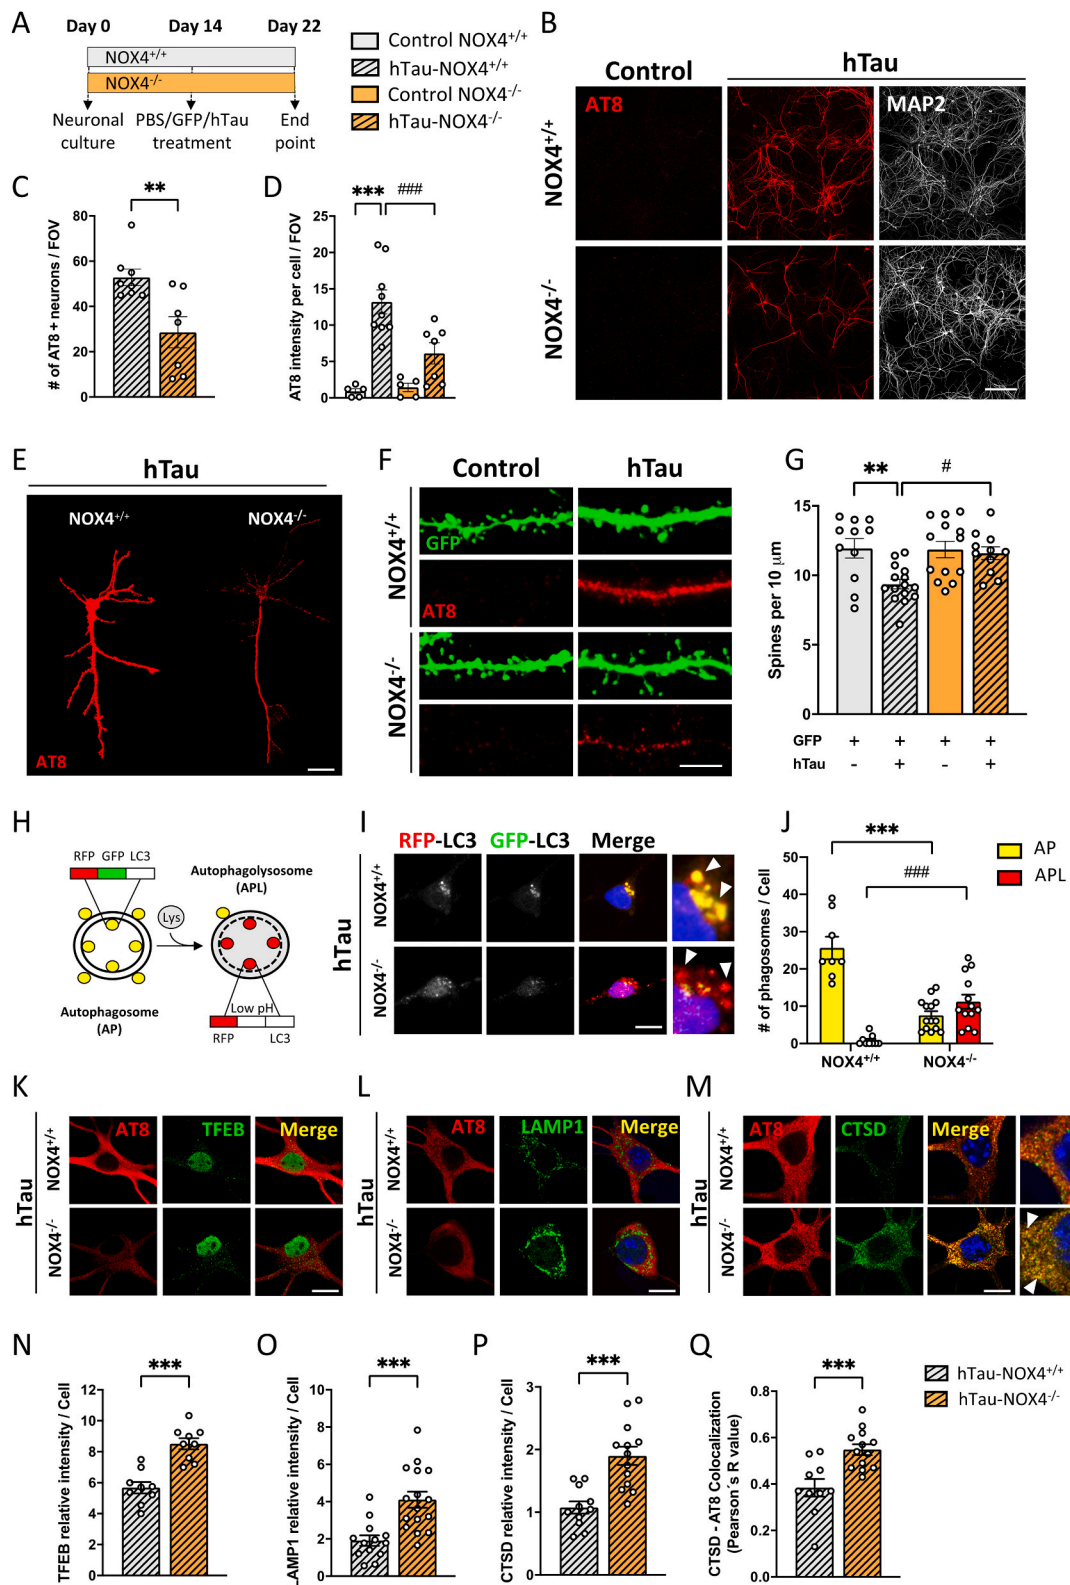 A
Day 0 Day 14 Day 22
NOX4+/+
NOX4-/-
Neuronal culture
PBS/GFP/hTau treatment
End point
Control NOX4+/+
hTau-NOX4+/+
Control NOX4-/-
hTau-NOX4-/-
B
Control
hTau
AT8
MAP2
NOX4+/+
NOX4-/-
C
**
# of AT8 + neurons / FOV
80
60
40
20
0
D
*** ###
AT8 intensity per cell / FOV
25
20
15
10
5
0
E
hTau
NOX4+/+
NOX4-/-
AT8
F
Control
hTau
NOX4+/+
GFP
AT8
NOX4-/-
G
** #
Spines per 10 μm
15
10
5
0
GFP + + + +
hTau - + - +
H
RFP GFP LC3
Autophagolysosome
(APL)
Lys
Autophagosome
(AP)
Low pH
RFP LC3
I
RFP-LC3 GFP-LC3 Merge
hTau
NOX4+/+
NOX4-/-
J
***
###
AP
APL
# of phagosomes / Cell
50
40
30
20
10
0
NOX4+/+ NOX4-/-
K
hTau
NOX4+/+
NOX4-/-
AT8 TFEB Merge
L
hTau
NOX4+/+
NOX4-/-
AT8 LAMP1 Merge
M
hTau
NOX4+/+
NOX4-/-
AT8 CTSD Merge
N
***
TFEB relative intensity / Cell
12
10
8
6
4
2
0
O
***
LAMP1 relative intensity / Cell
10
8
6
4
2
0
P
***
CTSD relative intensity / Cell
3
2
1
0
Q
***
CTSD - AT8 Colocalization
(Pearson´s R value)
0.8
0.6
0.4
0.2
0.0
hTau-NOX4+/+
hTau-NOX4-/-